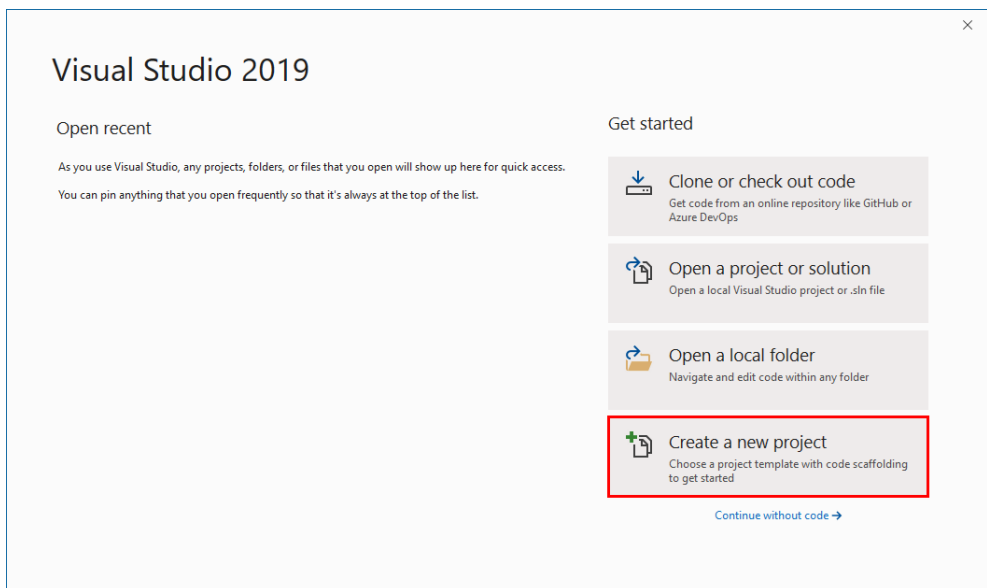 Visual Studio 2019
Open recent
As you use Visual Studio, any projects, folders, or files that you open will show up here for quick access.
You can pin anything that you open frequently so that it's always at the top of the list.
Get started
Clone or check out code
Get code from an online repository like GitHub or
Azure DevOps
Open a project or solution
Open a local Visual Studio project or .sln file
Open a local folder
Navigate and edit code within any folder
Create a new project
Choose a project template with code scaffolding
to get started
Continue without code →